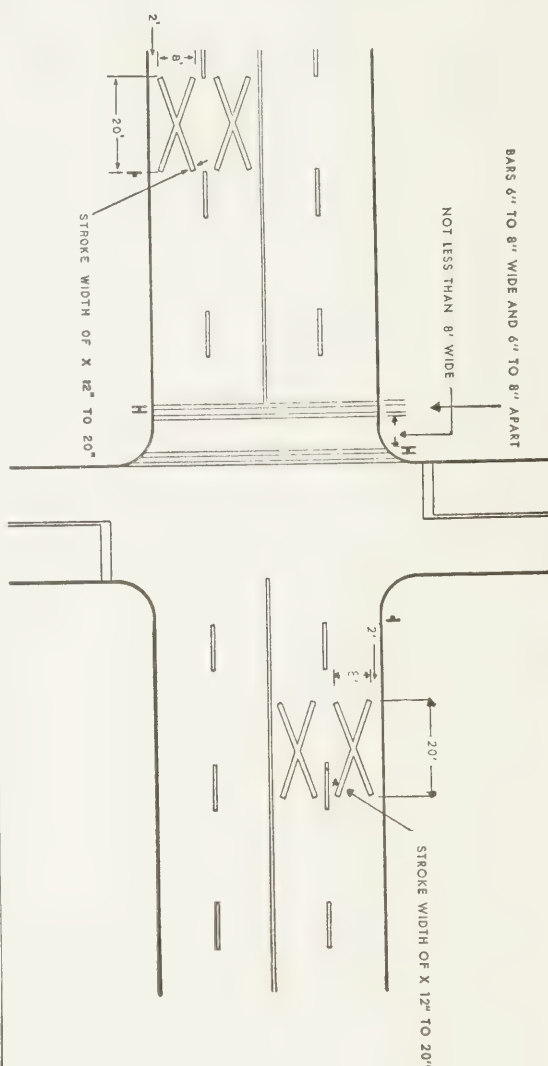 BARS 6" TO 8" WIDE AND 6" TO 8" APART
NOT LESS THAN 8' WIDE
2'
8'
20'
STROKE WIDTH OF X 12" TO 20"
H
H
2'
20'
STROKE WIDTH OF X 12" TO 20"